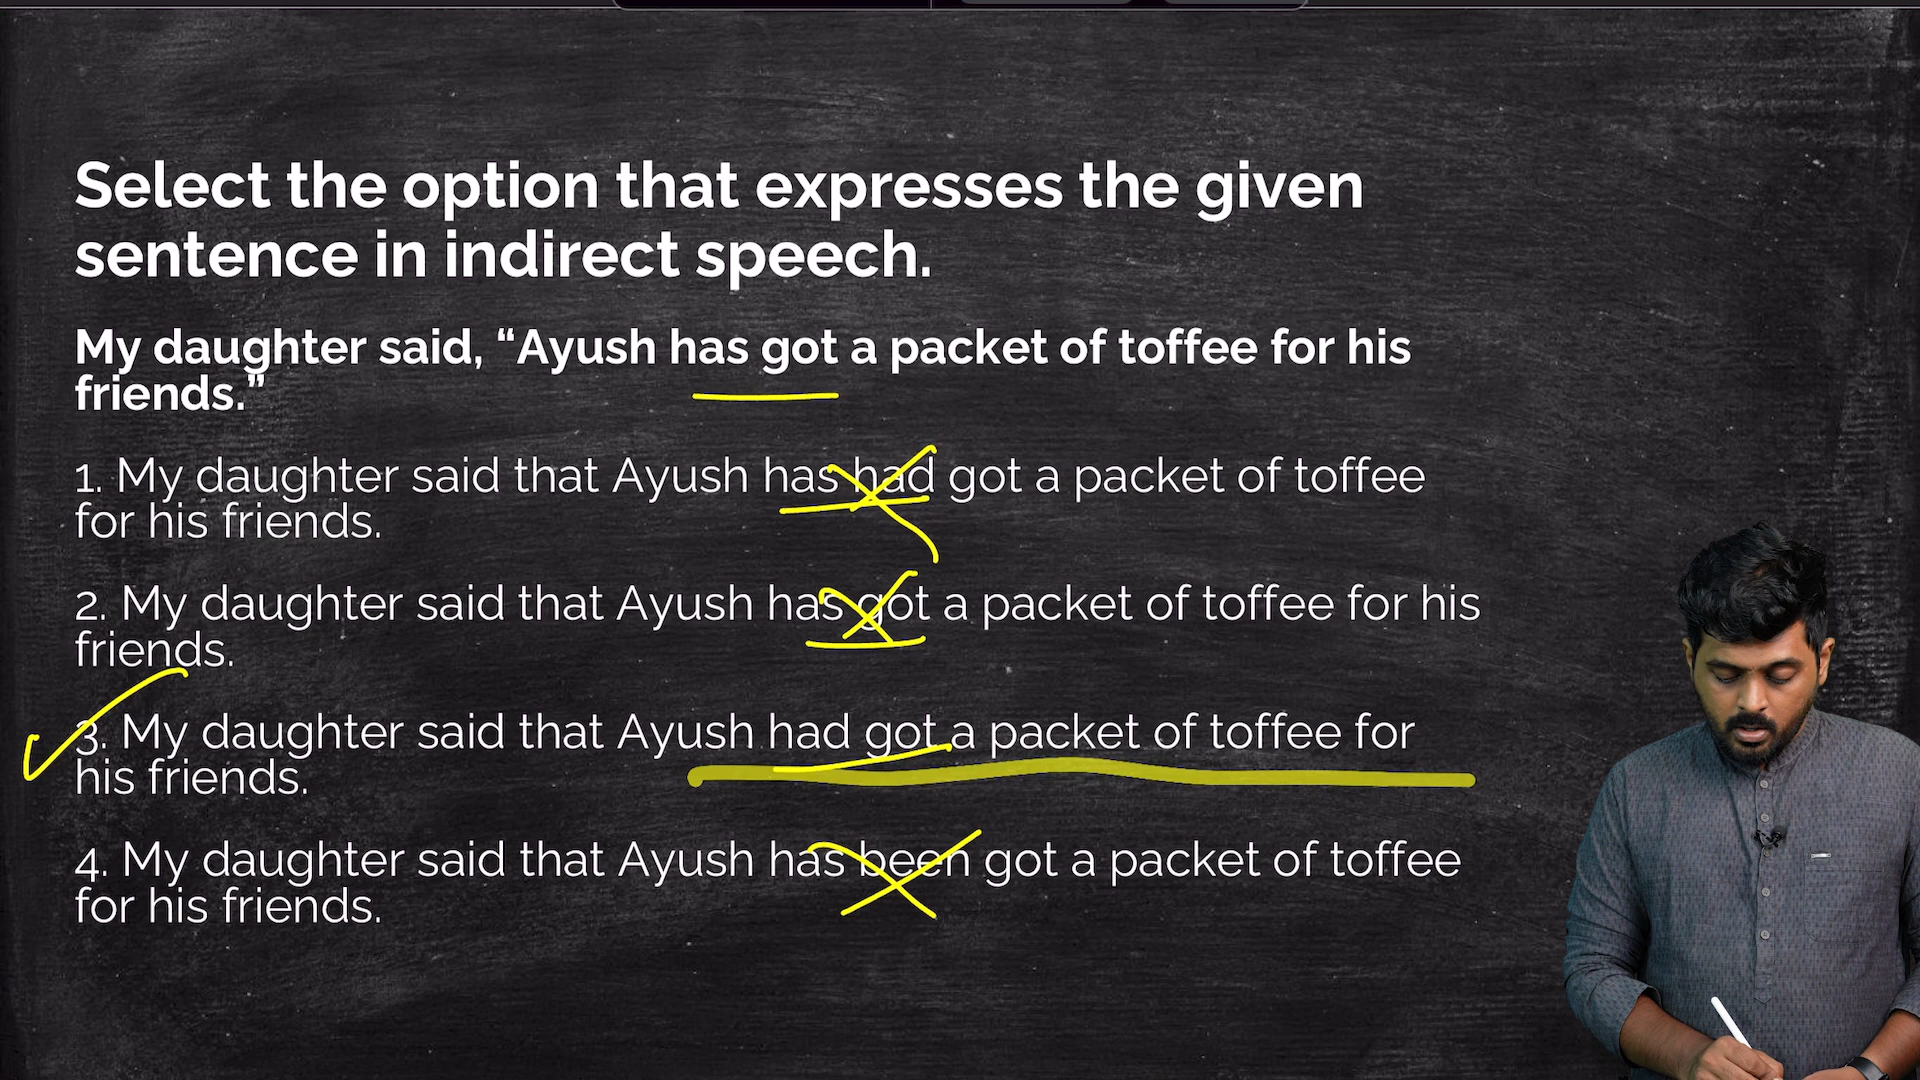 Select the option that expresses the given
sentence in indirect speech.
My daughter said, “Ayush has got a packet of toffee for his
friends.”
1. My daughter said that Ayush has had got a packet of toffee
for his friends.
2. My daughter said that Ayush has got a packet of toffee for his
friends.
3. My daughter said that Ayush had got a packet of toffee for
his friends.
4. My daughter said that Ayush has been got a packet of toffee
for his friends.